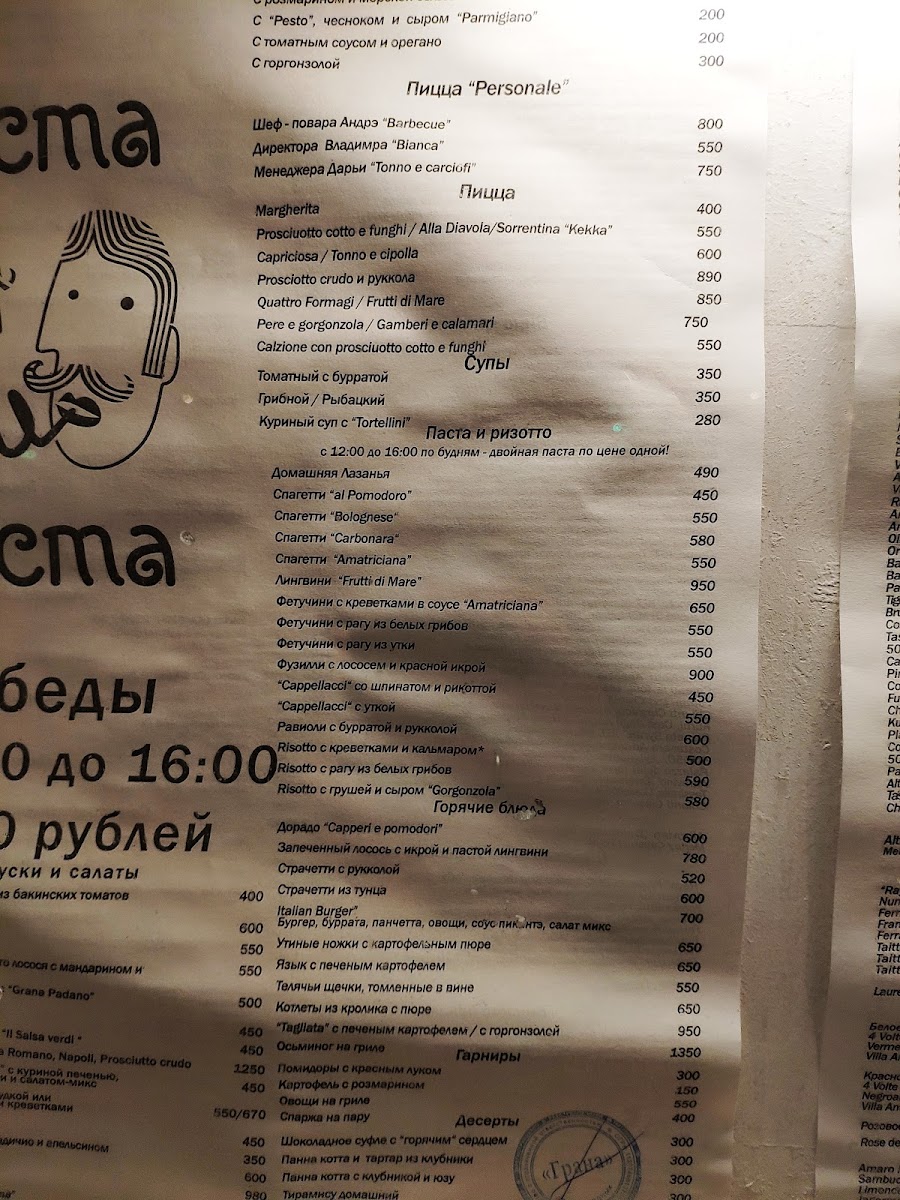 С "Pesto", чесноком и сыром "Parmigiano" 200
С томатным соусом и орегано 200
С горгонзолой 300
Пицца "Personale"
Шеф - повара Андрэ "Barbecue" 800
Директора Владимра "Bianca" 550
Менеджера Дарьи "Tonno e carciofi" 750
Пицца
Margherita 400
Prosciuotto cotto e funghi / Alla Diavola/Sorrentina "Kekka" 550
Capriciosa / Tonno e cipolla 600
Prosciotto crudo и руккола 890
Quattro Formagi / Frutti di Mare 850
Pere e gorgonzola / Gamberi e calamari 750
Calzione con prosciuotto cotto e funghi 550
Супы
Томатный с бурратой 350
Грибной / Рыбацкий 350
Куриный суп с "Tortellini" 280
Паста и ризотто
с 12:00 до 16:00 по будням - двойная паста по цене одной!
Домашняя Лазанья 490
Спагетти "al Pomodoro" 450
Спагетти "Bolognese" 550
Спагетти "Carbonara" 580
Спагетти "Amatriciana" 550
Лингвини "Frutti di Mare" 950
Фетучини с креветками в соусе "Amatriciana" 650
Фетучини с рагу из белых грибов 550
Фетучини с рагу из утки 550
Фузилли с лососем и красной икрой 900
"Cappellacci" со шпинатом и рикоттой 450
"Cappellacci" с уткой 550
Равиоли с бурратой и рукколой 600
Risotto с креветками и кальмаром* 500
Risotto с рагу из белых грибов 590
Risotto с грушей и сыром "Gorgonzola" 580
Горячие блюда
Дорадо "Capperi e pomodori" 600
Запеченный лосось с икрой и пастой лингвини 780
Страчетти с рукколой 520
Страчетти из тунца 600
Italian Burger" 700
Бургер, буррата, панчетта, овощи, соус пиканто, салат микс
Утиные ножки с картофельным пюре 650
Язык с печеным картофелем 650
Телячьи щечки, томленные в вине 550
Котлеты из кролика с пюре 650
"Tagliata" с печеным картофелем / с горгонзолей 950
Осьминог на гриле 1350
Гарниры
Помидоры с красным луком 300
Картофель с розмарином 150
Овощи на гриле 550
Спаржа на пару 400
Десерты
Шоколадное суфле с "горячим" сердцем 300
Панна котта и тартар из клубники 300
Панна котта с клубникой и юзу 300
Тирамису домашний 300
«Грана»
ста
ста
беды
0 до 16:00
0 рублей
уски и салаты
из бакинских томатов 400
600
550
го лосося с мандарином и 550
"Grana Padano" 500
"Il Salsa verdi " 450
a Romano, Napoli, Prosciutto crudo 450
1250
" с куриной печенью,
и и салатом-микс 450
удкой или
и креветками 550/670
адичио и апельсином 450
350
600
980